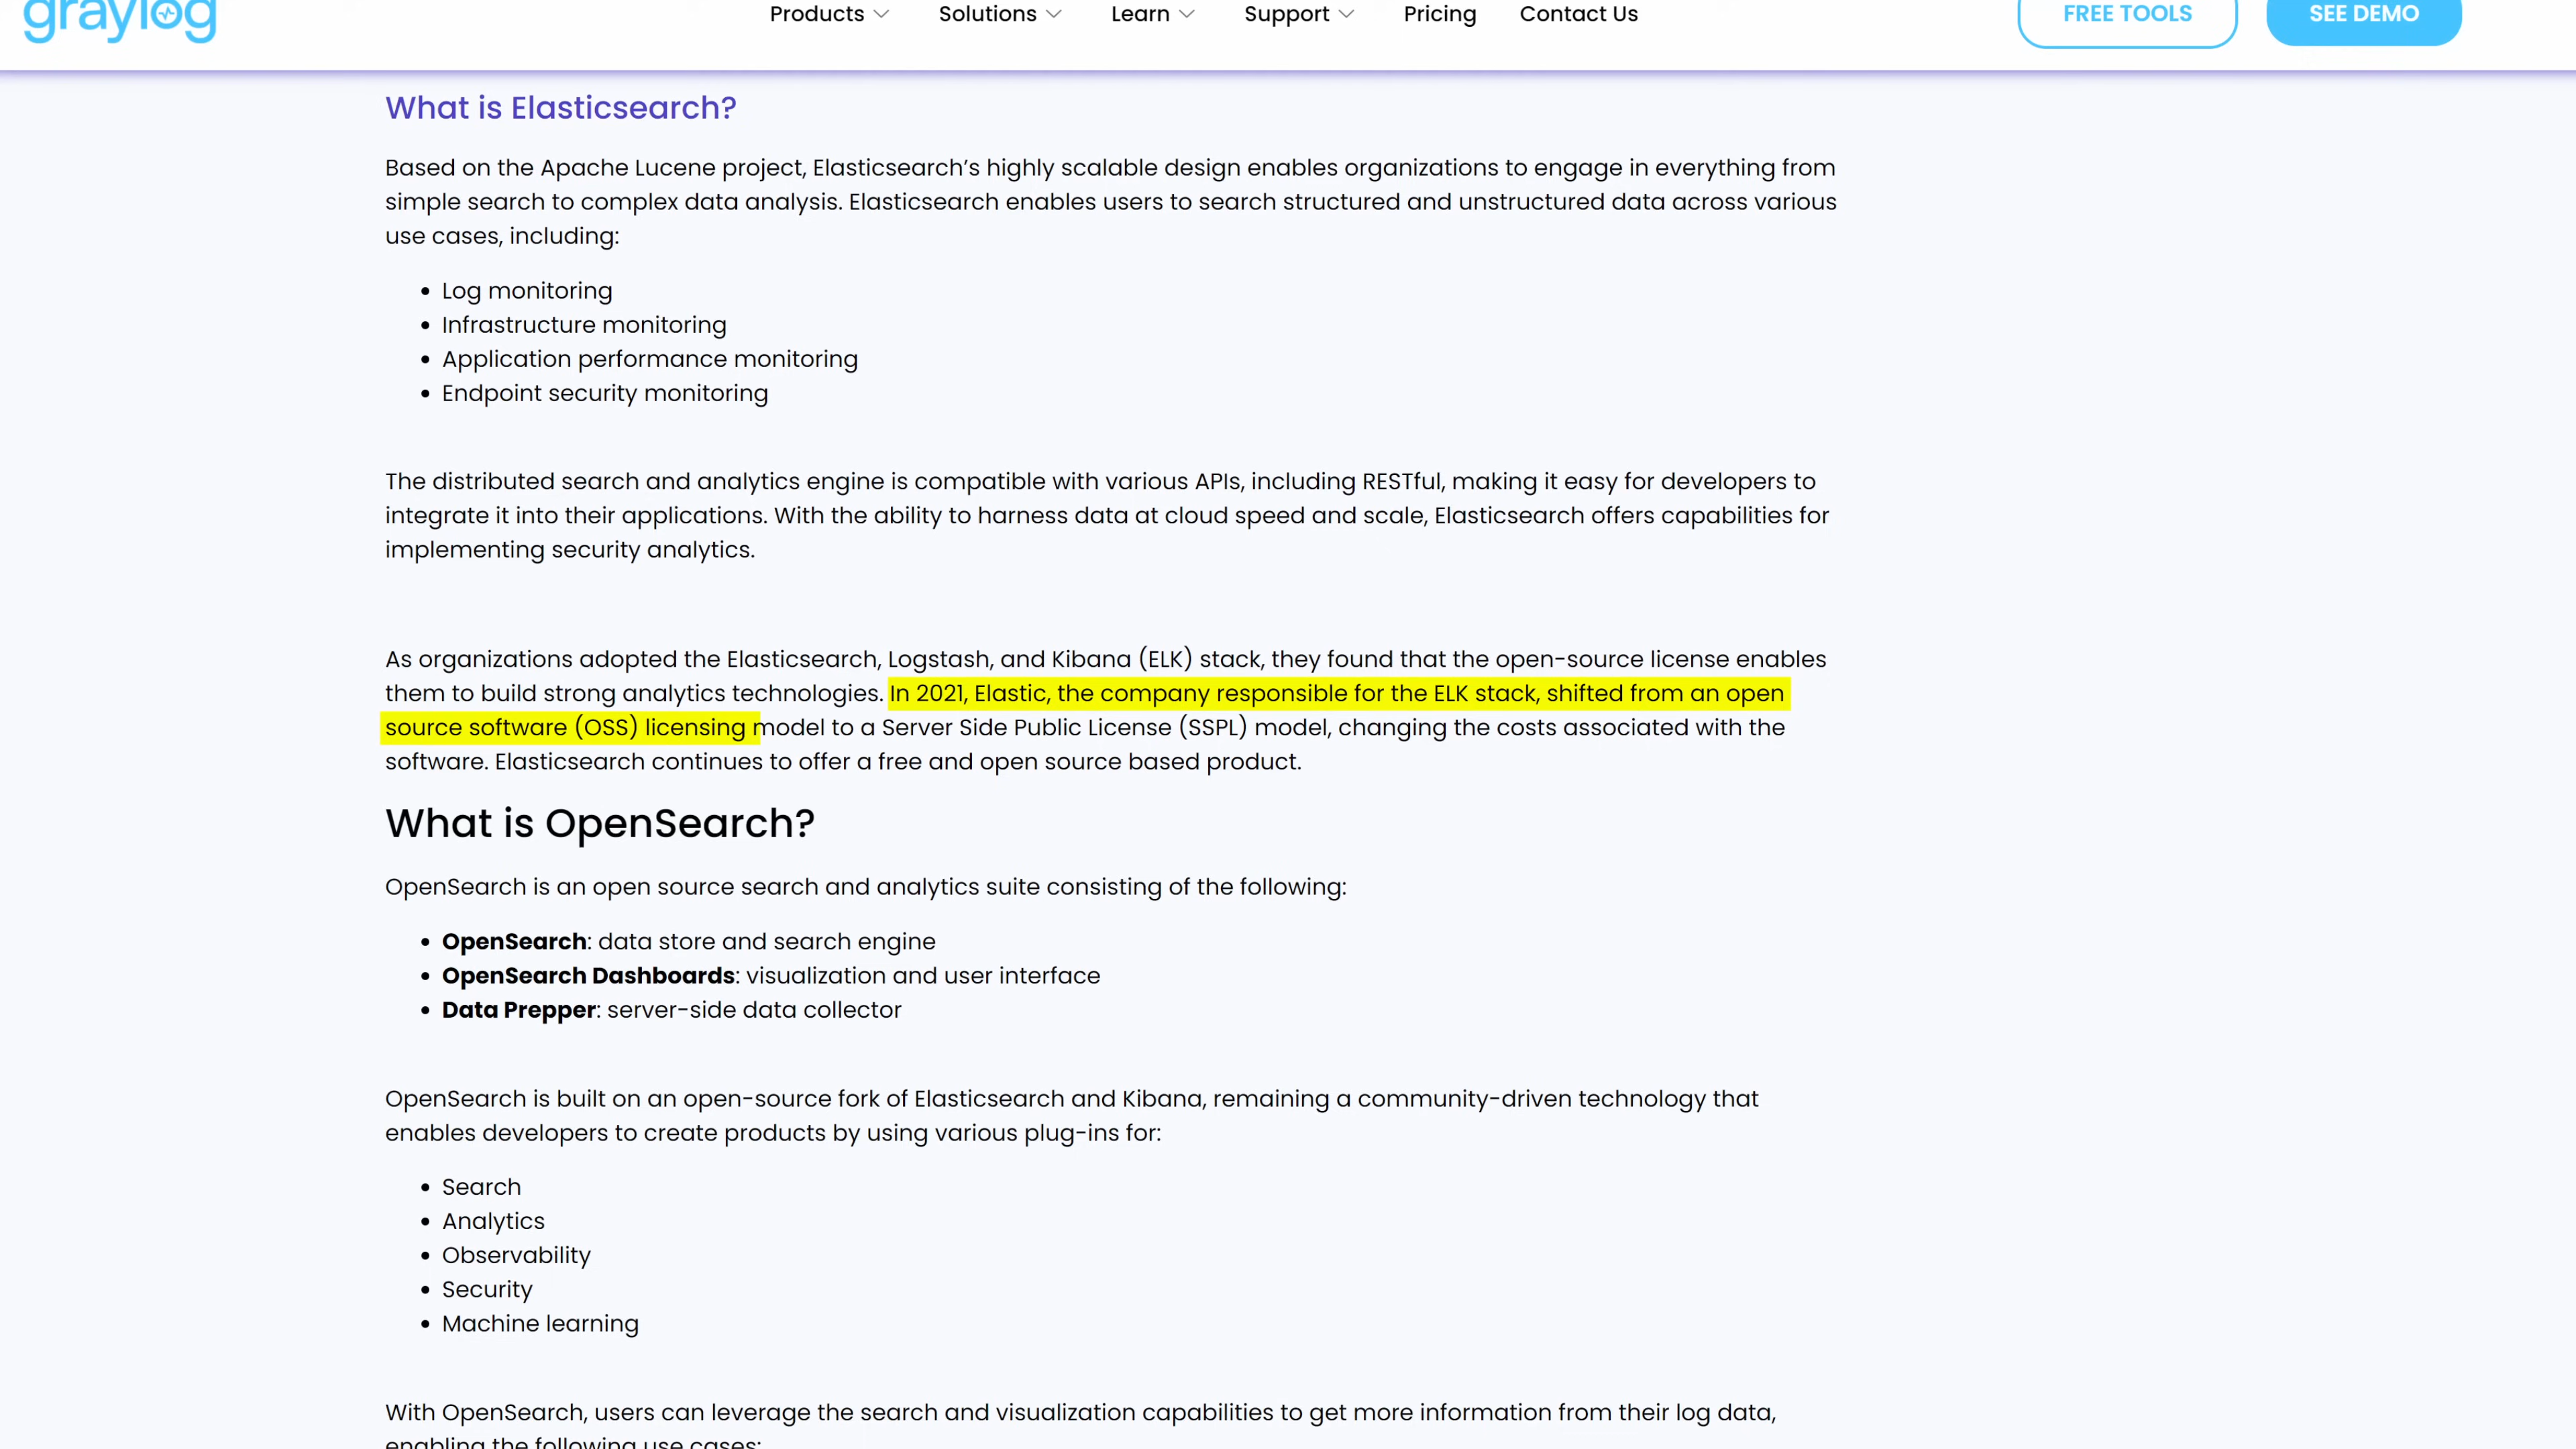 graylog
Products
Solutions
Learn
Support
Pricing
Contact Us
FREE TOOLS
SEE DEMO
What is Elasticsearch?
Based on the Apache Lucene project, Elasticsearch’s highly scalable design enables organizations to engage in everything from
simple search to complex data analysis. Elasticsearch enables users to search structured and unstructured data across various
use cases, including:
• Log monitoring
• Infrastructure monitoring
• Application performance monitoring
• Endpoint security monitoring
The distributed search and analytics engine is compatible with various APIs, including RESTful, making it easy for developers to
integrate it into their applications. With the ability to harness data at cloud speed and scale, Elasticsearch offers capabilities for
implementing security analytics.
As organizations adopted the Elasticsearch, Logstash, and Kibana (ELK) stack, they found that the open-source license enables
them to build strong analytics technologies. In 2021, Elastic, the company responsible for the ELK stack, shifted from an open
source software (OSS) licensing model to a Server Side Public License (SSPL) model, changing the costs associated with the
software. Elasticsearch continues to offer a free and open source based product.
What is OpenSearch?
OpenSearch is an open source search and analytics suite consisting of the following:
• OpenSearch: data store and search engine
• OpenSearch Dashboards: visualization and user interface
• Data Prepper: server-side data collector
OpenSearch is built on an open-source fork of Elasticsearch and Kibana, remaining a community-driven technology that
enables developers to create products by using various plug-ins for:
• Search
• Analytics
• Observability
• Security
• Machine learning
With OpenSearch, users can leverage the search and visualization capabilities to get more information from their log data,
enabling the following use cases: